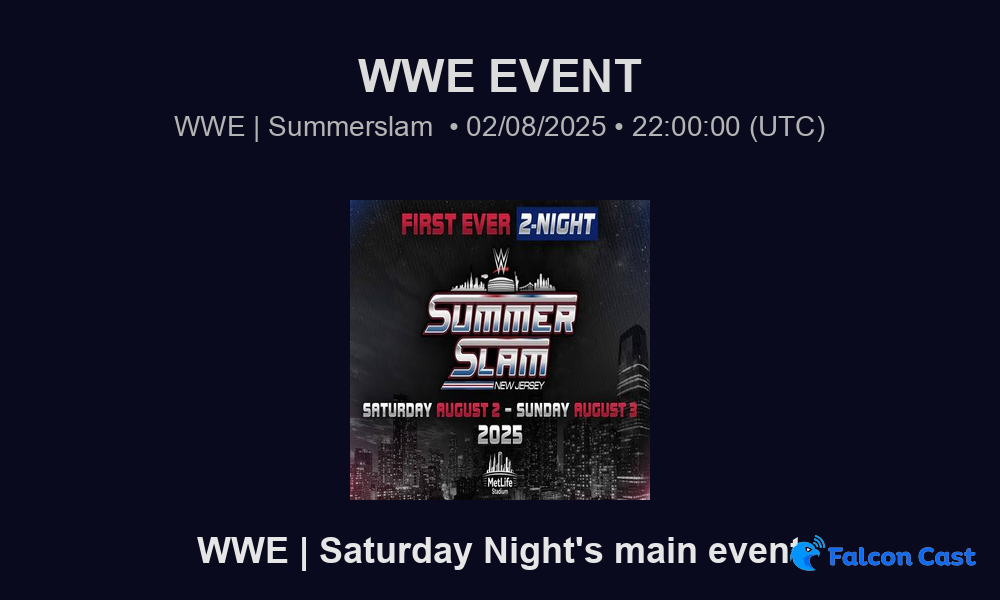 WWE EVENT
WWE | Summerslam • 02/08/2025 • 22:00:00 (UTC)
FIRST EVER 2-NIGHT
W
SUMMER
SLAM
NEW JERSEY
SATURDAY AUGUST 2 - SUNDAY AUGUST 3
2025
MetLife
Stadium
WWE | Saturday Night's main event
Falcon Cast